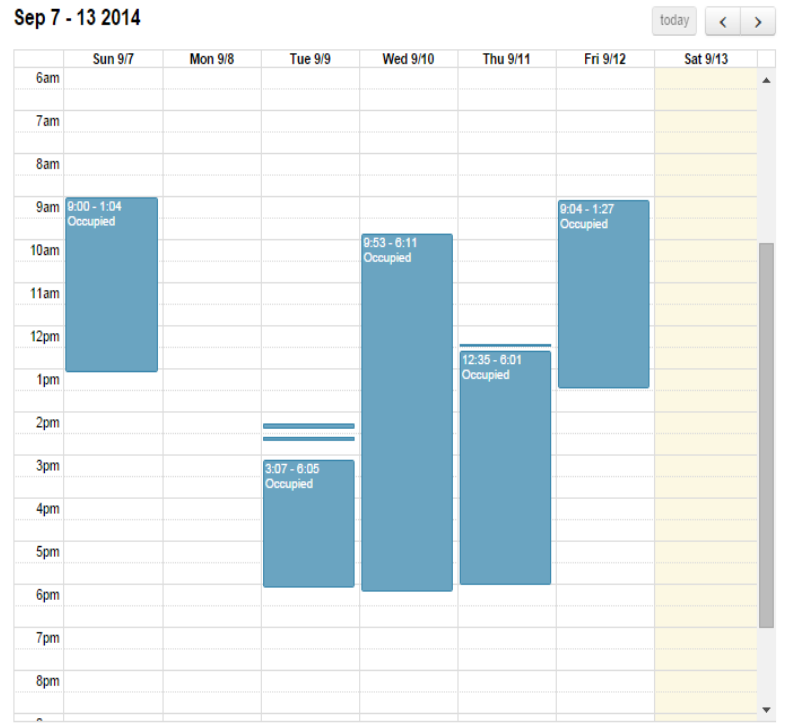 Sep 7 - 13 2014
today
Sun 9/7 Mon 9/8 Tue 9/9 Wed 9/10 Thu 9/11 Fri 9/12 Sat 9/13
6am
7am
8am
9am
9:00 - 1:04
Occupied
9:04 - 1:27
Occupied
10am
9:53 - 6:11
Occupied
11am
12pm
12:35 - 6:01
Occupied
1pm
2pm
3pm
3:07 - 6:05
Occupied
4pm
5pm
6pm
7pm
8pm